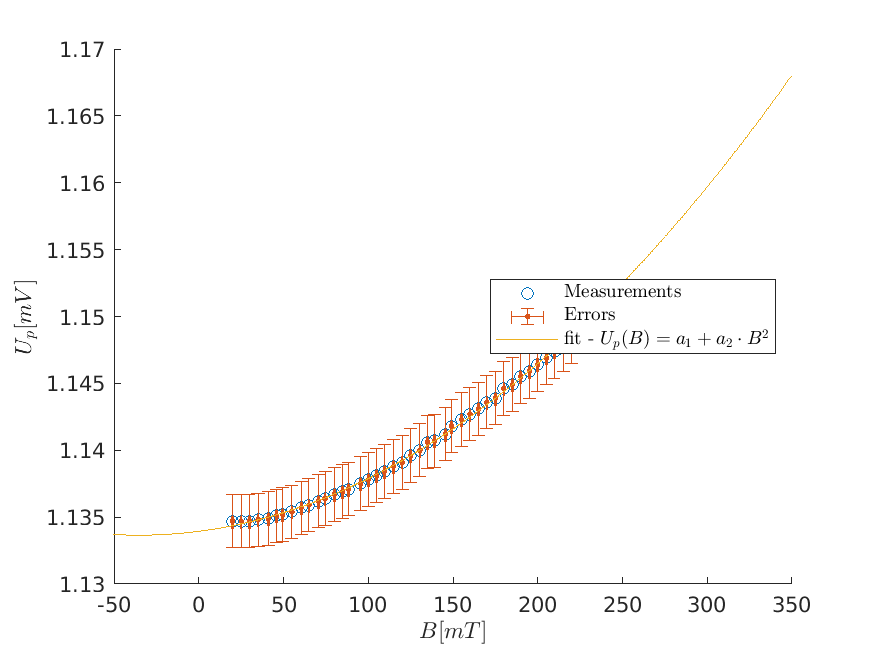 1.17
1.165
1.16
1.155
1.15
1.145
1.14
1.135
1.13
U_p[mV]
Measurements
Errors
fit - U_p(B) = a_1 + a_2 · B^2
-50 0 50 100 150 200 250 300 350
B[mT]